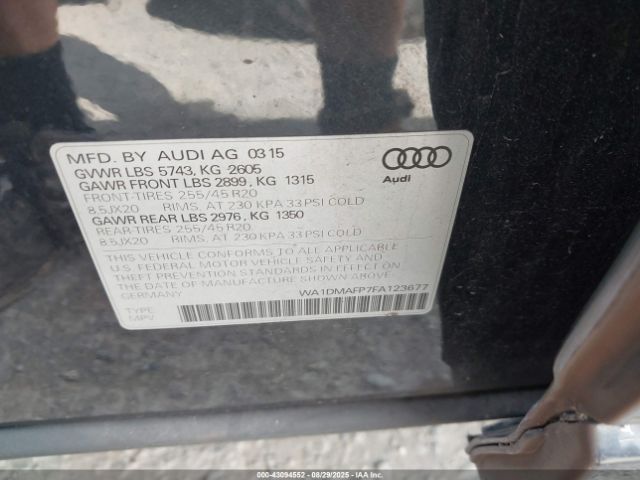 MFD. BY AUDI AG 0315
GVWR LBS 5743, KG 2605
GAWR FRONT LBS 2899, KG 1315
FRONT-TIRES 255/45 R20
8.5JX20 RIMS, AT 230 KPA 33 PSI COLD
GAWR REAR LBS 2976, KG 1350
REAR-TIRES 255/45 R20
8.5JX20 RIMS, AT 230 KPA 33 PSI COLD
THIS VEHICLE CONFORMS TO ALL APPLICABLE
U.S. FEDERAL MOTOR VEHICLE SAFETY AND
THEFT PREVENTION STANDARDS IN EFFECT ON
THE DATE OF MANUFACTURE SHOWN ABOVE.
GERMANY WA1DMAFP7FA123677
TYPE:
MPV
Audi
000-43094552 | 08/29/2025 | IAAI.COM